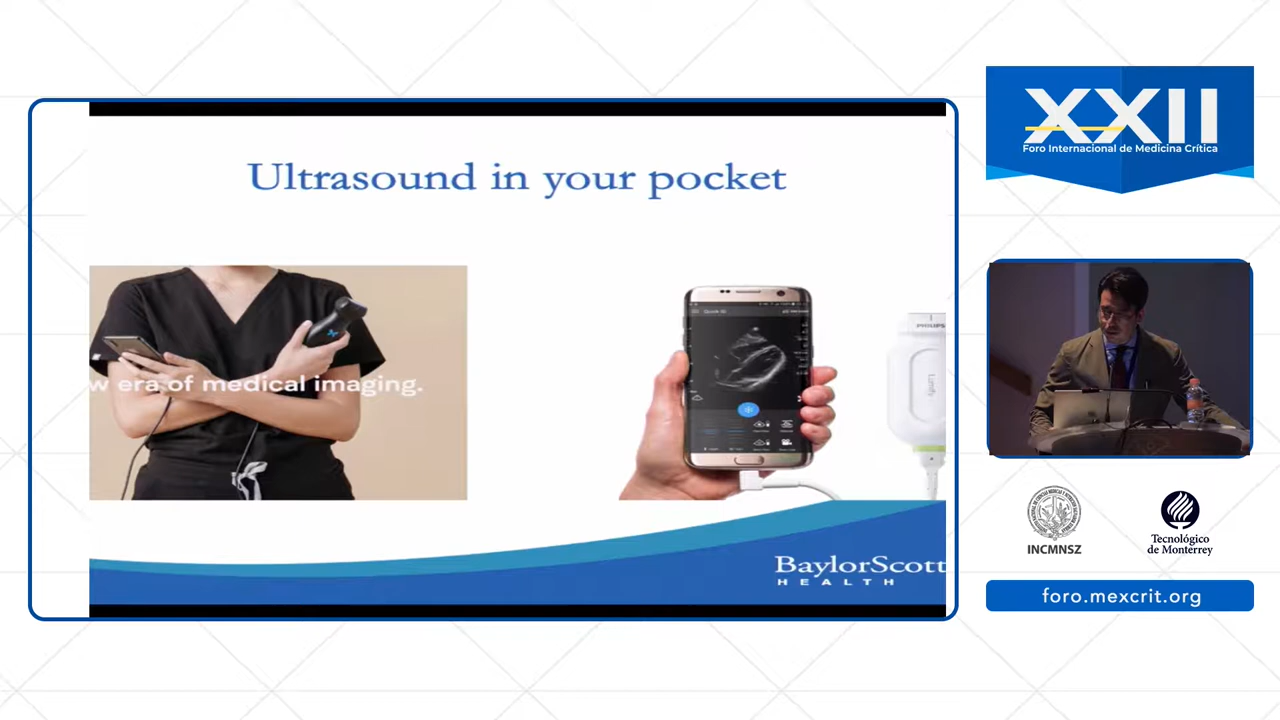 Ultrasound in your pocket
w era of medical imaging.
PHILIPS
Lumify
BaylorScott
HEALTH
XXII
Foro Internacional de Medicina Crítica
INCMNSZ
Tecnológico
de Monterrey
foro.mexcrit.org